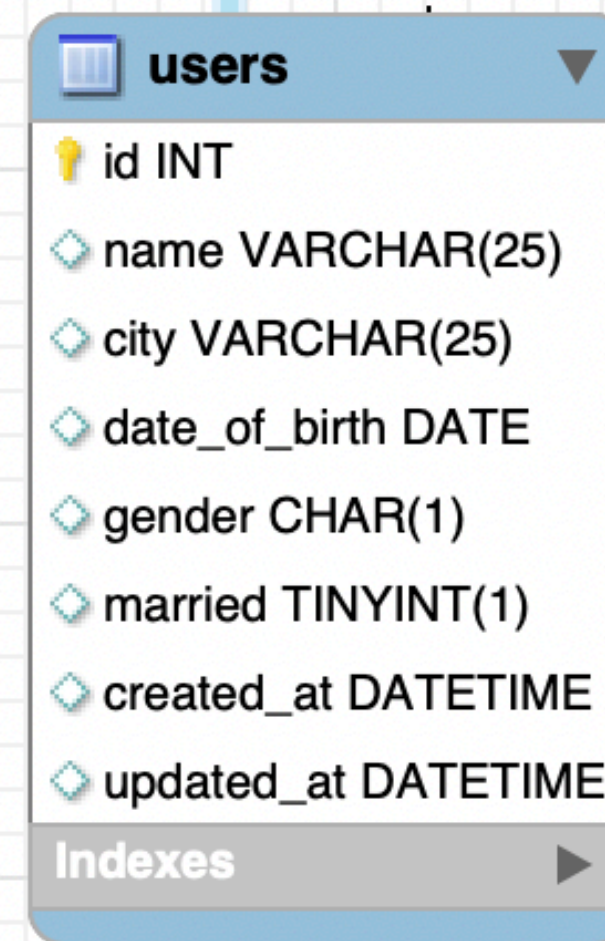 users
id INT
name VARCHAR(25)
city VARCHAR(25)
date_of_birth DATE
gender CHAR(1)
married TINYINT(1)
created_at DATETIME
updated_at DATETIME
Indexes